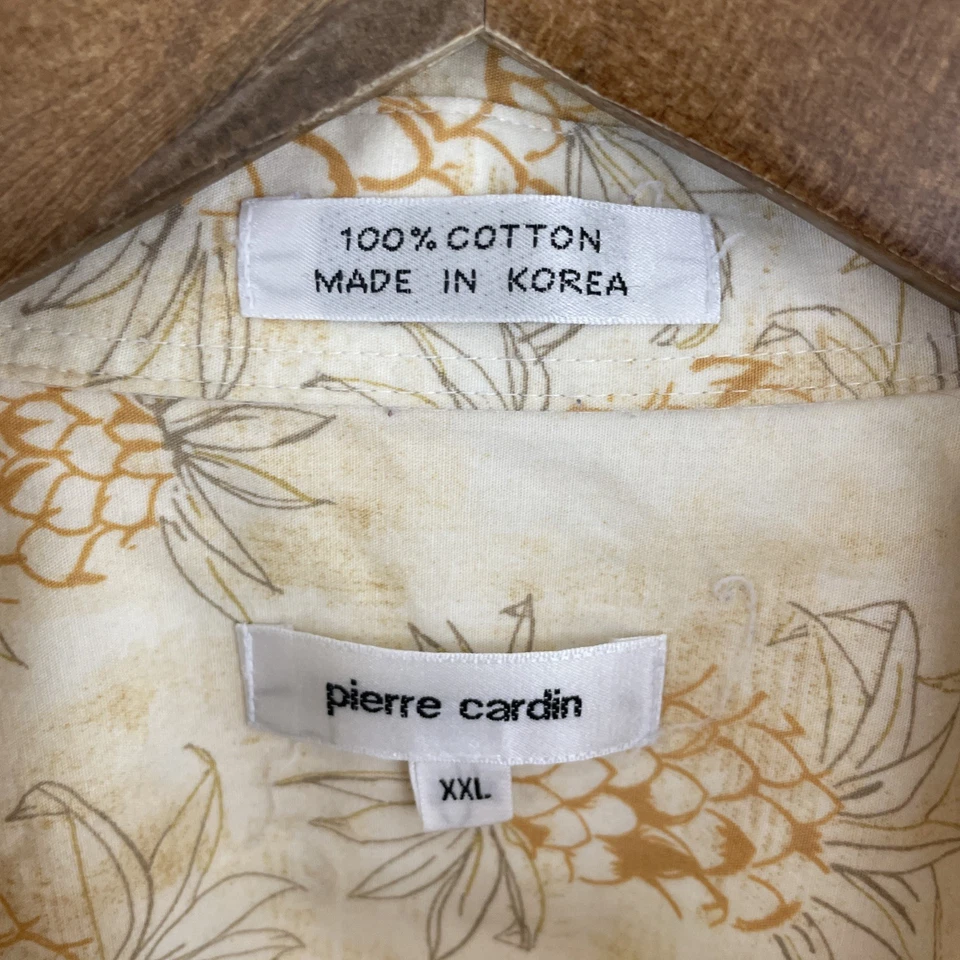 100% COTTON
MADE IN KOREA
pierre cardin
XXL